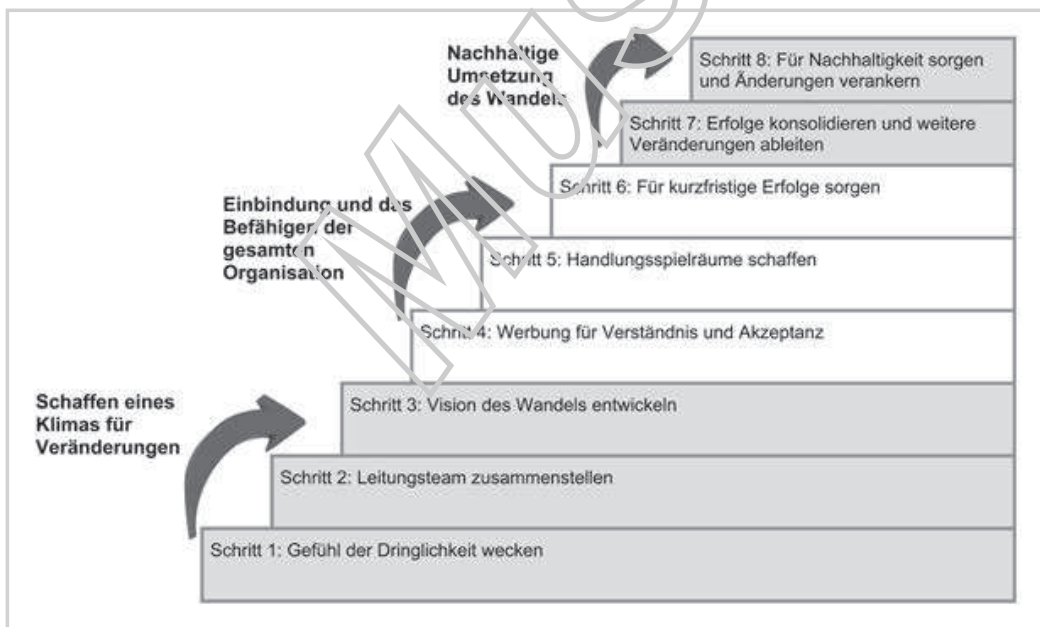 Nachhaltige
Umsetzung
des Wandels
Schritt 8: Für Nachhaltigkeit sorgen
und Änderungen verankern
Schritt 7: Erfolge konsolidieren und weitere
Veränderungen ableiten
Schritt 6: Für kurzfristige Erfolge sorgen
Einbindung und das
Befähigen der
gesamten
Organisation
Schritt 5: Handlungsspielräume schaffen
Schritt 4: Werbung für Verständnis und Akzeptanz
Schaffen eines
Klimas für
Veränderungen
Schritt 3: Vision des Wandels entwickeln
Schritt 2: Leitungsteam zusammenstellen
Schritt 1: Gefühl der Dringlichkeit wecken